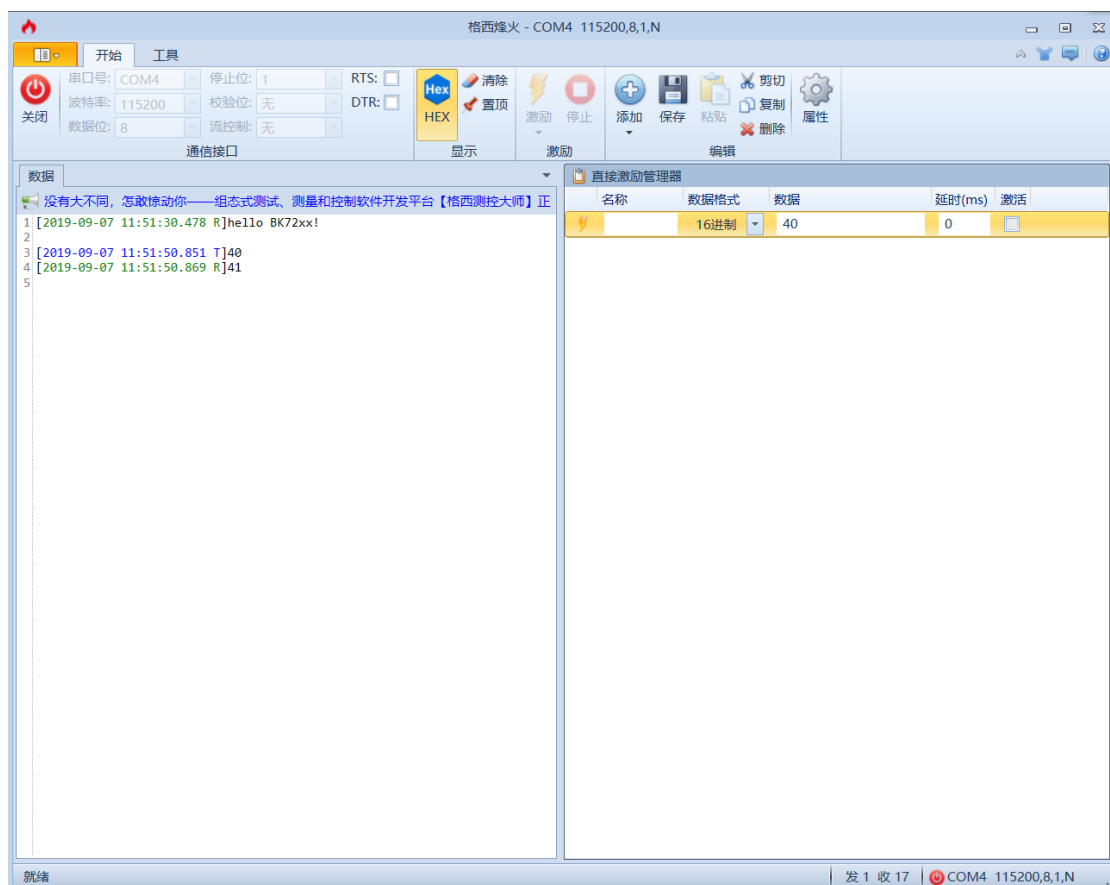 格西烽火 - COM4 115200,8,1,N
开始 工具
关闭
串口号: COM4 停止位: 1 RTS:
波特率: 115200 校验位: 无 DTR:
数据位: 8 流控制: 无
通信接口
Hex
HEX
清除
置顶
显示
激励 停止
激励
添加 保存 粘贴
剪切
复制
删除
属性
编辑
数据
没有大不同，怎敢惊动你——组态式测试、测量和控制软件开发平台【格西测控大师】正
1 [2019-09-07 11:51:30.478 R]hello BK72xx!
2
3 [2019-09-07 11:51:50.851 T]40
4 [2019-09-07 11:51:50.869 R]41
5
直接激励管理器
名称 数据格式 数据 延时(ms) 激活
16进制 40 0
就绪 发 1 收 17 COM4 115200,8,1,N